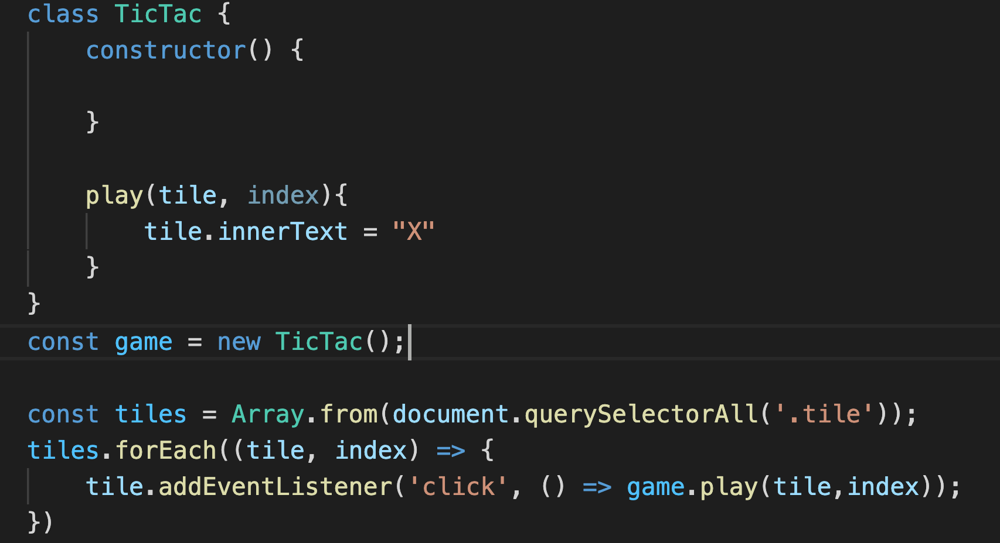 class TicTac {
constructor() {
}
play(tile, index){
tile.innerText = "X"
}
}
const game = new TicTac();
const tiles = Array.from(document.querySelectorAll('.tile'));
tiles.forEach((tile, index) => {
tile.addEventListener('click', () => game.play(tile,index));
})